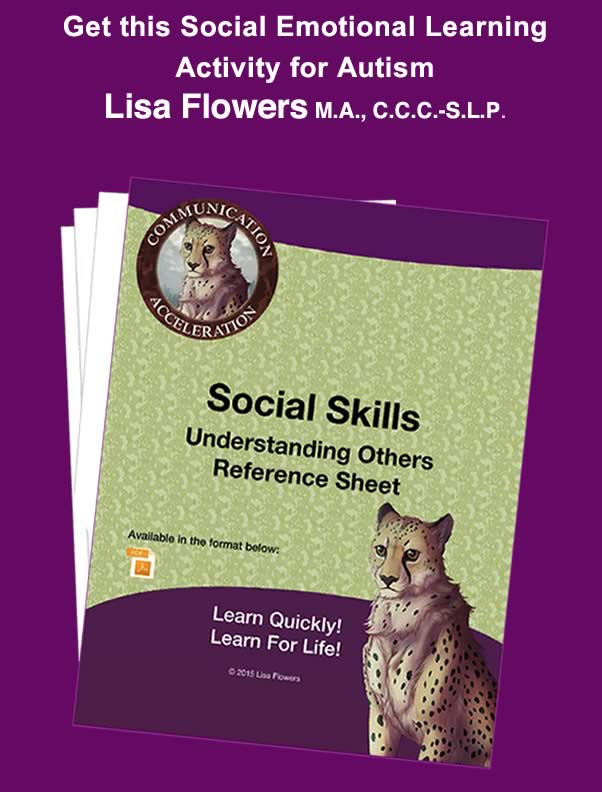 Get this Social Emotional Learning
Activity for Autism
Lisa Flowers M.A., C.C.C.-S.L.P.
COMMUNICATION
ACCELERATION
Social Skills
Understanding Others
Reference Sheet
Available in the format below:
PDF
Learn Quickly!
Learn For Life!
© 2015 Lisa Flowers